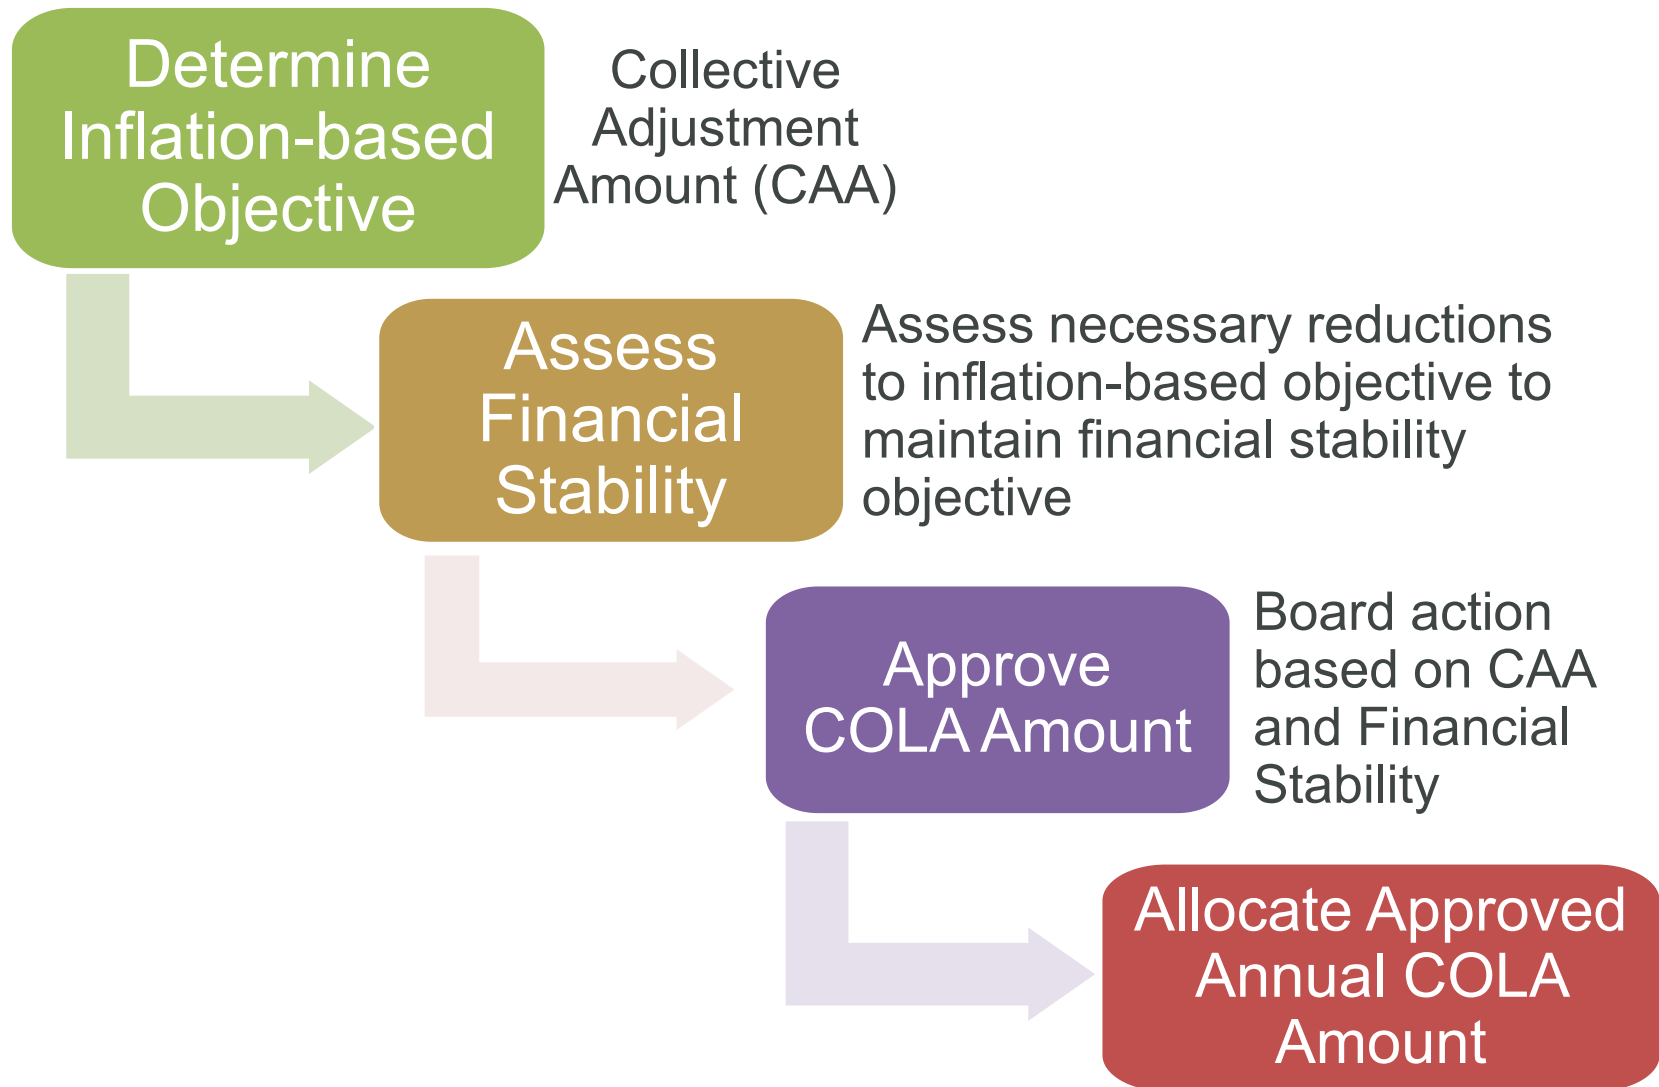 Determine
Inflation-based
Objective
Collective
Adjustment
Amount (CAA)
Assess
Financial
Stability
Assess necessary reductions
to inflation-based objective to
maintain financial stability
objective
Approve
COLA Amount
Board action
based on CAA
and Financial
Stability
Allocate Approved
Annual COLA
Amount